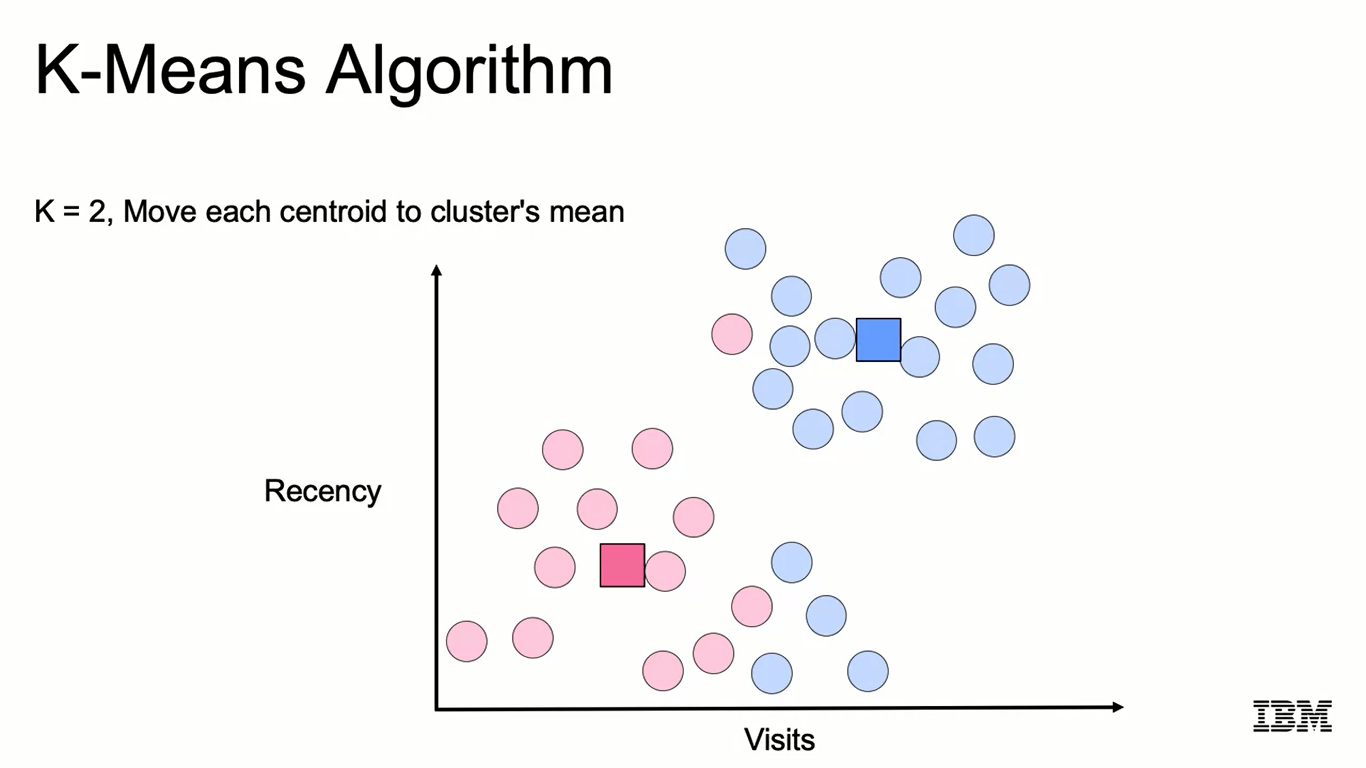 K-Means Algorithm
K = 2, Move each centroid to cluster's mean
Recency
Visits
IBM